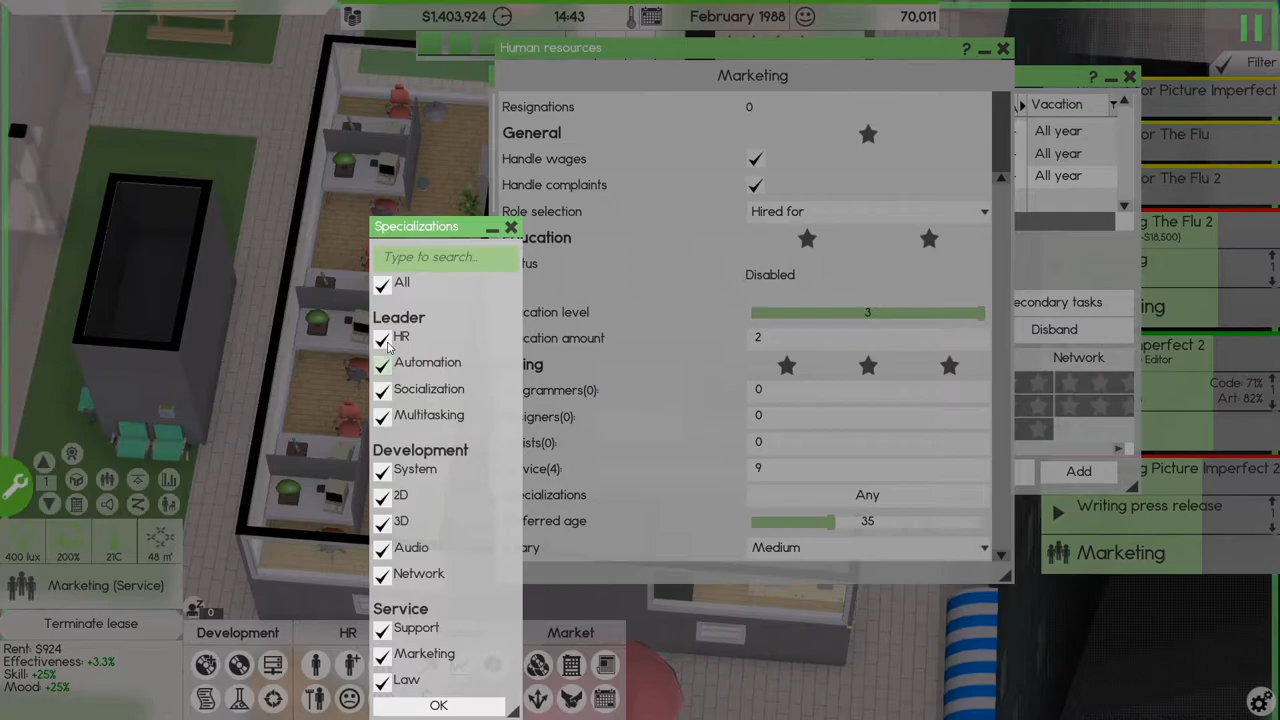 $1,403,924
14:43
February 1988
70,011
Filter
Human resources
?
Marketing
Resignations
0
General
Handle wages
Handle complaints
Role selection
Hired for
ucation
tus
Disabled
cation level
3
cation amount
2
ing
grammers(0):
0
igners(0):
0
ists(0):
0
vice(4):
9
ecializations
Any
ferred age
35
ary
Medium
Specializations
Type to search...
All
Leader
HR
Automation
Socialization
Multitasking
Development
System
2D
3D
Audio
Network
Service
Support
Marketing
Law
OK
?
Vacation
All year
All year
All year
econdary tasks
Disband
Network
Add
or Picture Imperfect
or The Flu
or The Flu 2
g The Flu 2
-$18,500)
g
ing
mperfect 2
Editor
Code: 71%
Art: 82%
g Picture Imperfect 2
Writing press release
Marketing
1
400 lux
200%
21C
48 m²
Marketing (Service)
Terminate lease
Rent: $924
Effectiveness: +3.3%
Skill: +25%
Mood: +25%
0
Development
HR
Market